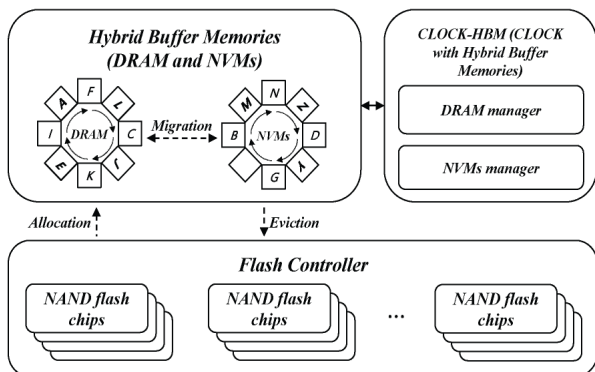 Hybrid Buffer Memories
(DRAM and NVMs)
F
A
L
I
DRAM
C
E
J
K
Migration
N
M
Z
B
NVMs
D
Y
G
CLOCK-HBM (CLOCK
with Hybrid Buffer
Memories)
DRAM manager
NVMs manager
Allocation
Eviction
Flash Controller
NAND flash
chips
NAND flash
chips
...
NAND flash
chips